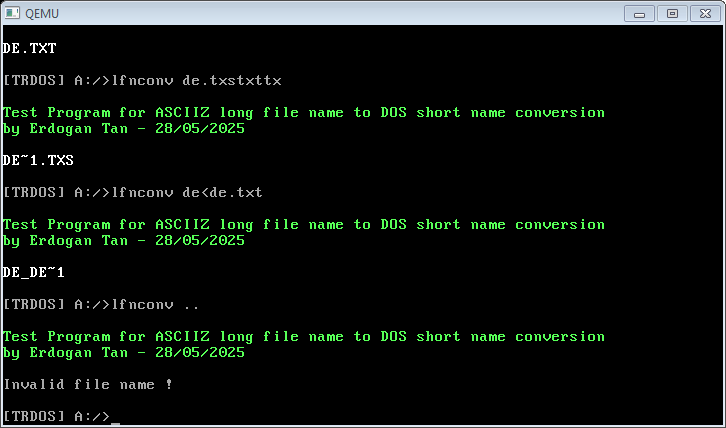 QEMU
DE.TXT
[TRDOS] A:/>lfnconv de.txstxttx
Test Program for ASCIIZ long file name to DOS short name conversion
by Erdogan Tan - 28/05/2025
DE~1.TXS
[TRDOS] A:/>lfnconv de<de.txt
Test Program for ASCIIZ long file name to DOS short name conversion
by Erdogan Tan - 28/05/2025
DE_DE~1
[TRDOS] A:/>lfnconv ..
Test Program for ASCIIZ long file name to DOS short name conversion
by Erdogan Tan - 28/05/2025
Invalid file name !
[TRDOS] A:/>_